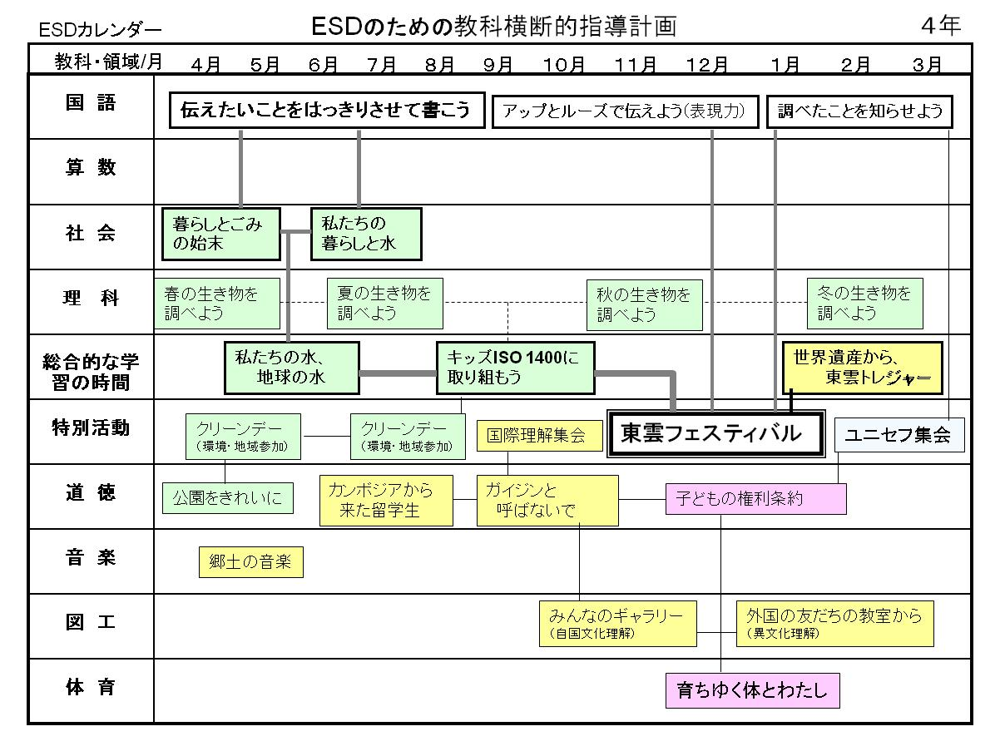 ESDカレンダー
ESDのための教科横断的指導計画
４年
教科・領域/月
４月
５月
６月
７月
８月
９月
１０月
１１月
１２月
１月
２月
３月
国 語
伝えたいことをはっきりさせて書こう
アップとルーズで伝えよう(表現力)
調べたことを知らせよう
算 数
社 会
暮らしとごみ
の始末
私たちの
暮らしと水
理 科
春の生き物を
調べよう
夏の生き物を
調べよう
秋の生き物を
調べよう
冬の生き物を
調べよう
総合的な学
習の時間
私たちの水、
地球の水
キッズISO 1400に
取り組もう
世界遺産から、
東雲トレジャー
特別活動
クリーンデー
(環境・地域参加)
クリーンデー
(環境・地域参加)
国際理解集会
東雲フェスティバル
ユニセフ集会
道 徳
公園をきれいに
カンボジアから
来た留学生
ガイジンと
呼ばないで
子どもの権利条約
音 楽
郷土の音楽
図 工
みんなのギャラリー
(自国文化理解)
外国の友だちの教室から
(異文化理解)
体 育
育ちゆく体とわたし